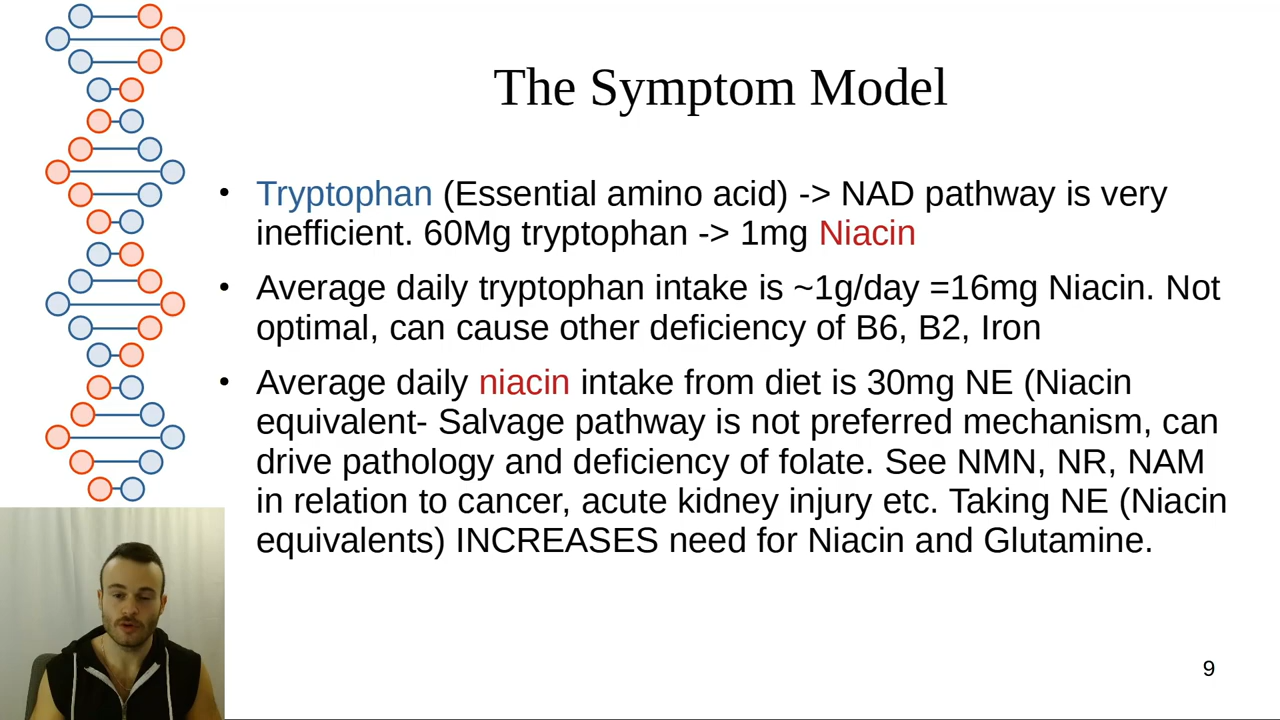 The Symptom Model
• Tryptophan (Essential amino acid) -> NAD pathway is very
inefficient. 60Mg tryptophan -> 1mg Niacin
• Average daily tryptophan intake is ~1g/day =16mg Niacin. Not
optimal, can cause other deficiency of B6, B2, Iron
• Average daily niacin intake from diet is 30mg NE (Niacin
equivalent- Salvage pathway is not preferred mechanism, can
drive pathology and deficiency of folate. See NMN, NR, NAM
in relation to cancer, acute kidney injury etc. Taking NE (Niacin
equivalents) INCREASES need for Niacin and Glutamine.
9